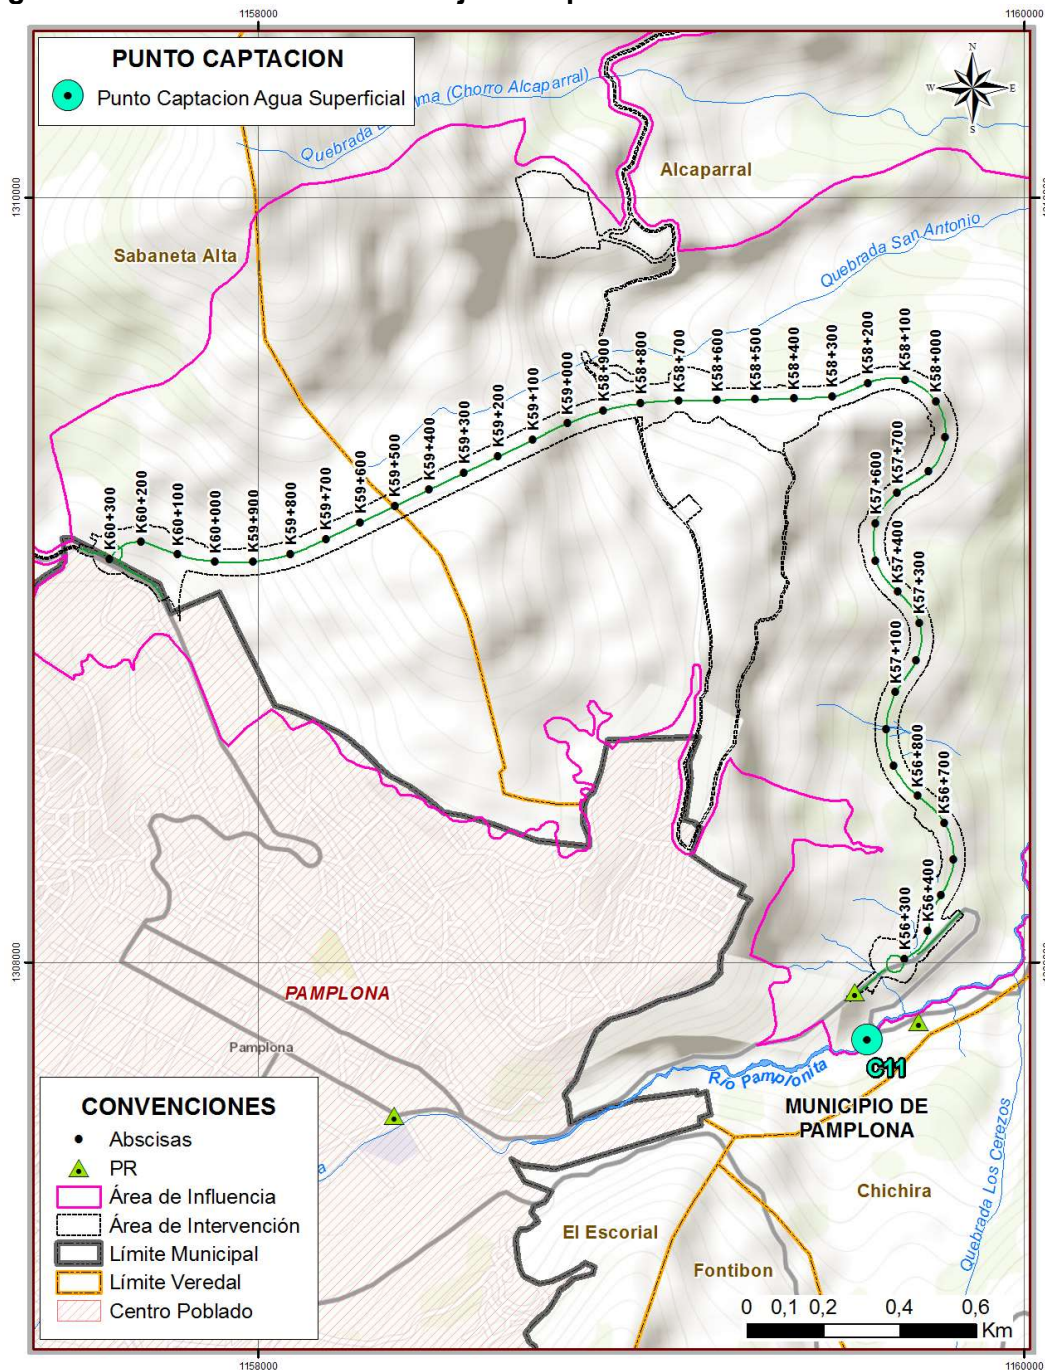 1158000
1160000
PUNTO CAPTACION
Punto Captacion Agua Superficial
ma (Chorro Alcaparral)
Quebrada
N
W
E
S
Alcaparral
1310000
Sabaneta Alta
Quebrada San Antonio
K60+300
K60+200
K60+100
K60+000
K59+900
K59+800
K59+700
K59+600
K59+500
K59+400
K59+300
K59+200
K59+100
K59+000
K58+900
K58+800
K58+700
K58+600
K58+500
K58+400
K58+300
K58+200
K58+100
K58+000
K57+700
K57+600
K57+400
K57+300
K57+100
K56+800
K56+700
K56+400
K56+300
1308000
PAMPLONA
Pamplona
C11
Río Pamplonita
MUNICIPIO DE
PAMPLONA
Chichira
Quebrada Los Cerezos
El Escorial
Fontibon
CONVENCIONES
Abscisas
PR
Área de Influencia
Área de Intervención
Límite Municipal
Límite Veredal
Centro Poblado
0 0,1 0,2 0,4 0,6
Km
1158000
1160000